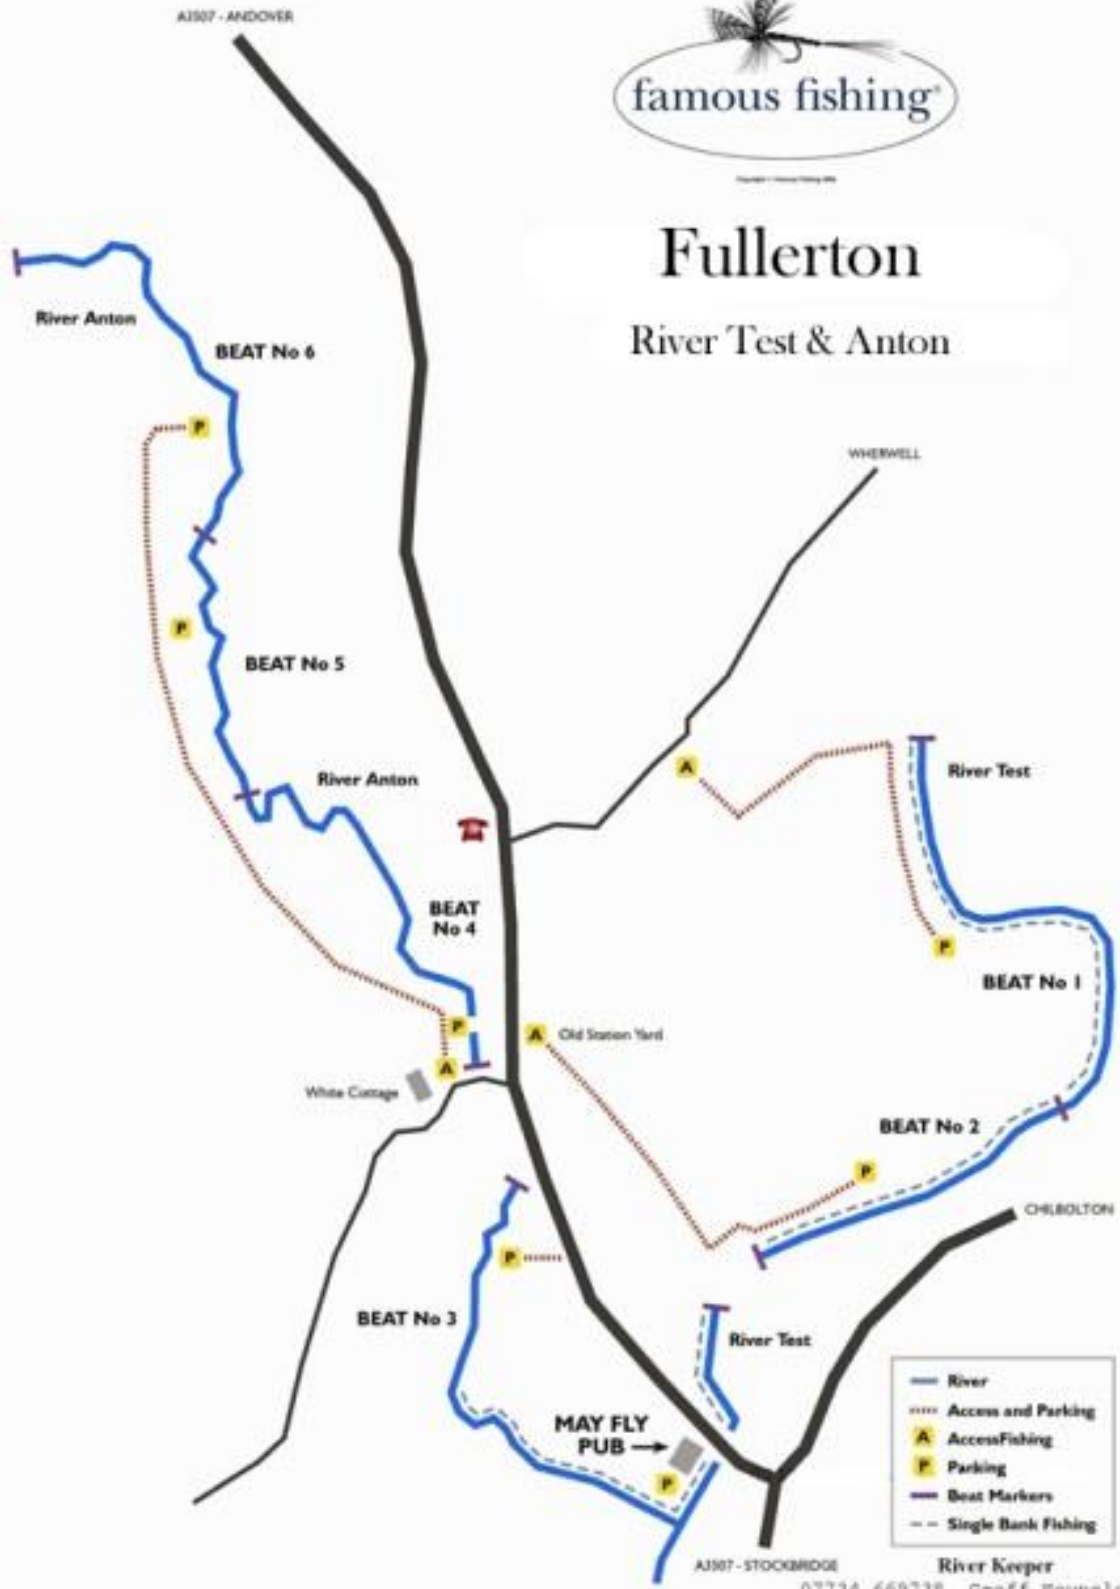 A3507 - ANDOVER
famous fishing
Fullerton
River Test & Anton
River Anton
BEAT No 6
P
WHERWELL
P
BEAT No 5
A
River Test
River Anton
BEAT
No 4
P
BEAT No 1
P
A
Old Station Yard
A
White Cottage
BEAT No 2
P
CHILBOLTON
P
BEAT No 3
River Test
MAY FLY
PUB
P
River
Access and Parking
A
AccessFishing
P
Parking
Beat Markers
Single Bank Fishing
A3507 - STOCKBRIDGE
River Keeper